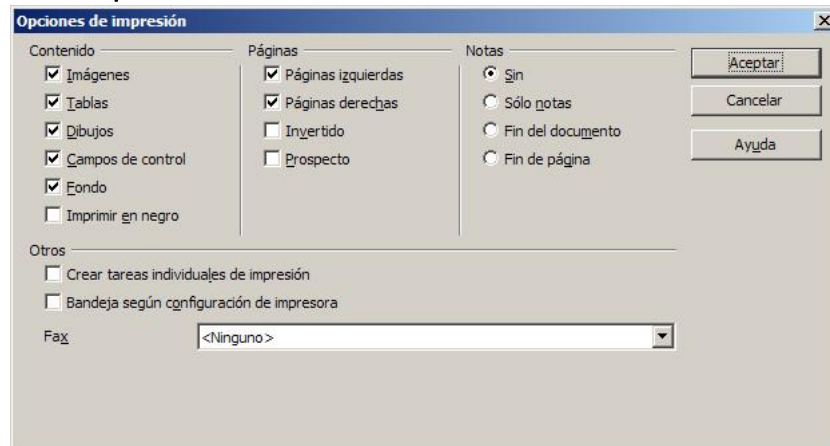 Opciones de impresión
Contenido
Imágenes
Tablas
Dibujos
Campos de control
Fondo
Imprimir en negro
Páginas
Páginas izquierdas
Páginas derechas
Invertido
Prospecto
Notas
Sin
Sólo notas
Fin del documento
Fin de página
Aceptar
Cancelar
Ayuda
Otros
Crear tareas individuales de impresión
Bandeja según configuración de impresora
Fax <Ninguno>